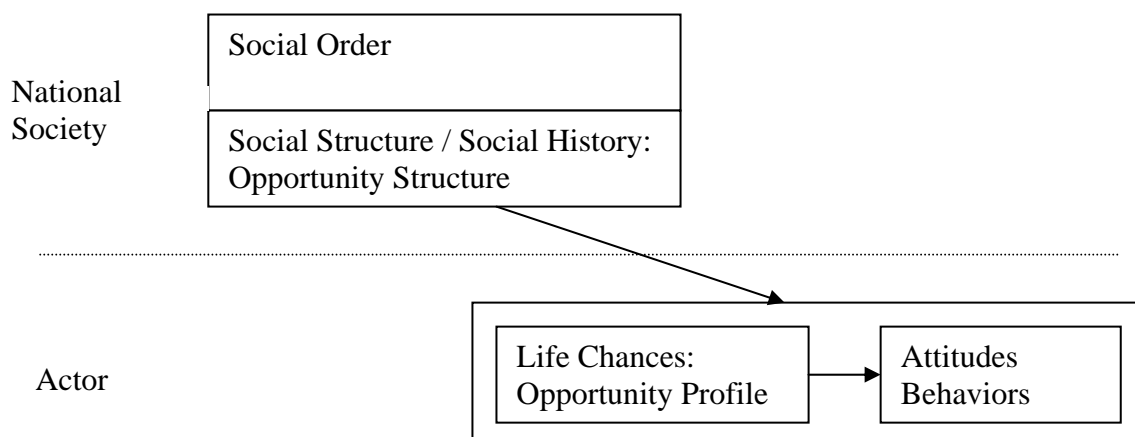 National
Society
Social Order
Social Structure / Social History:
Opportunity Structure
Actor
Life Chances:
Opportunity Profile
Attitudes
Behaviors